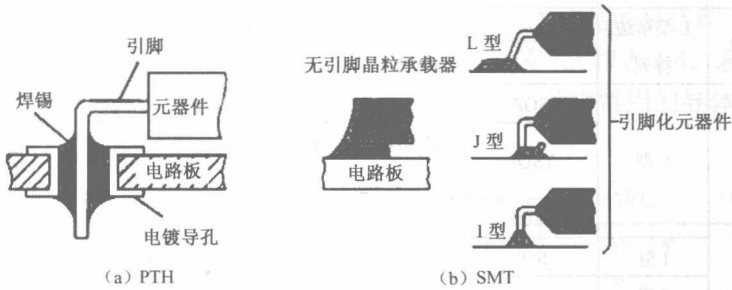 引脚
焊锡
元器件
电路板
电镀导孔
(a) PTH
无引脚晶粒承载器
电路板
L 型
J 型
I 型
引脚化元器件
(b) SMT